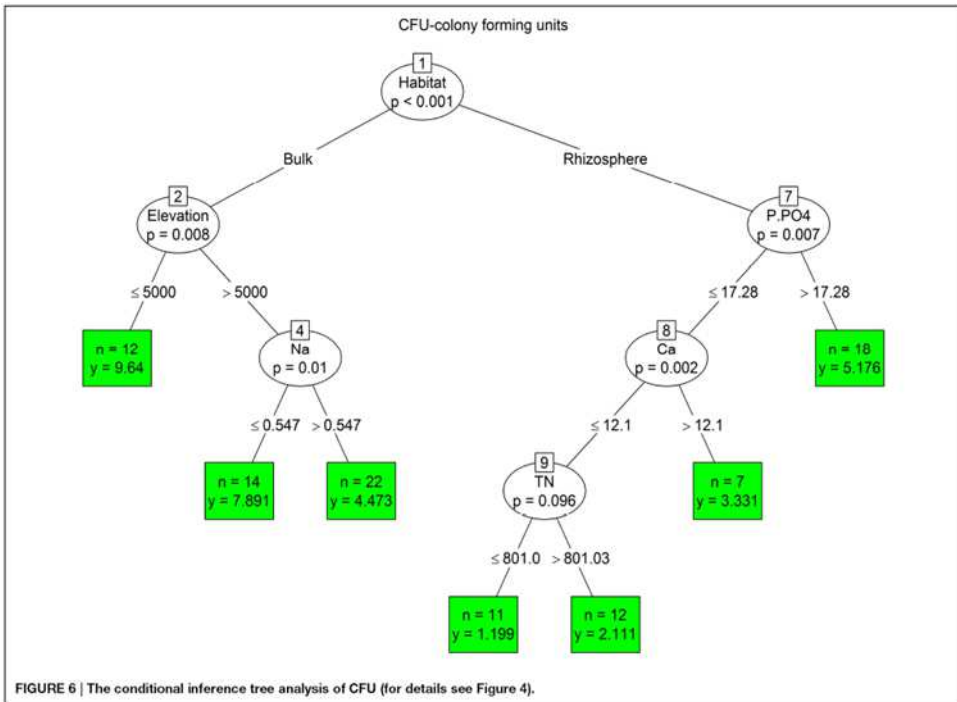 CFU-colony forming units
1
Habitat
p < 0.001
Bulk
Rhizosphere
2
Elevation
p = 0.008
7
P.PO4
p = 0.007
≤ 5000
> 5000
≤ 17.28
> 17.28
n = 12
y = 9.64
4
Na
p = 0.01
8
Ca
p = 0.002
n = 18
y = 5.176
≤ 0.547
> 0.547
≤ 12.1
> 12.1
n = 14
y = 7.891
n = 22
y = 4.473
9
TN
p = 0.096
n = 7
y = 3.331
≤ 801.0
> 801.03
n = 11
y = 1.199
n = 12
y = 2.111
FIGURE 6 | The conditional inference tree analysis of CFU (for details see Figure 4).